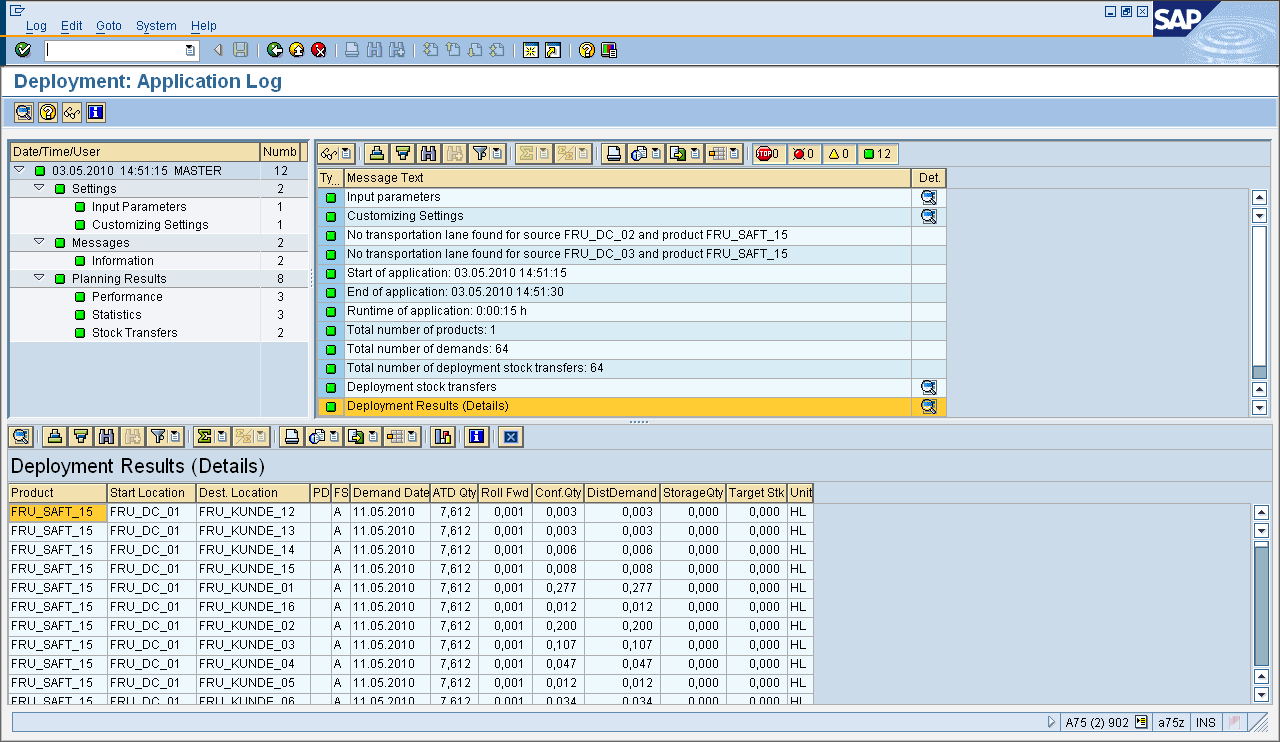 Log Edit Goto System Help
SAP
Deployment: Application Log
Date/Time/User Numb
03.05.2010 14:51:15 MASTER 12
Settings 2
Input Parameters 1
Customizing Settings 1
Messages 2
Information 2
Planning Results 8
Performance 3
Statistics 3
Stock Transfers 2
STOP 0 0 0 12
Ty... Message Text Det.
Input parameters
Customizing Settings
No transportation lane found for source FRU_DC_02 and product FRU_SAFT_15
No transportation lane found for source FRU_DC_03 and product FRU_SAFT_15
Start of application: 03.05.2010 14:51:15
End of application: 03.05.2010 14:51:30
Runtime of application: 0:00:15 h
Total number of products: 1
Total number of demands: 64
Total number of deployment stock transfers: 64
Deployment stock transfers
Deployment Results (Details)
Deployment Results (Details)
Product Start Location Dest. Location PD FS Demand Date ATD Qty Roll Fwd Conf.Qty DistDemand StorageQty Target Stk Unit
FRU_SAFT_15 FRU_DC_01 FRU_KUNDE_12 A 11.05.2010 7,612 0,001 0,003 0,003 0,000 0,000 HL
FRU_SAFT_15 FRU_DC_01 FRU_KUNDE_13 A 11.05.2010 7,612 0,001 0,003 0,003 0,000 0,000 HL
FRU_SAFT_15 FRU_DC_01 FRU_KUNDE_14 A 11.05.2010 7,612 0,001 0,006 0,006 0,000 0,000 HL
FRU_SAFT_15 FRU_DC_01 FRU_KUNDE_15 A 11.05.2010 7,612 0,001 0,008 0,008 0,000 0,000 HL
FRU_SAFT_15 FRU_DC_01 FRU_KUNDE_01 A 11.05.2010 7,612 0,001 0,277 0,277 0,000 0,000 HL
FRU_SAFT_15 FRU_DC_01 FRU_KUNDE_16 A 11.05.2010 7,612 0,001 0,012 0,012 0,000 0,000 HL
FRU_SAFT_15 FRU_DC_01 FRU_KUNDE_02 A 11.05.2010 7,612 0,001 0,200 0,200 0,000 0,000 HL
FRU_SAFT_15 FRU_DC_01 FRU_KUNDE_03 A 11.05.2010 7,612 0,001 0,107 0,107 0,000 0,000 HL
FRU_SAFT_15 FRU_DC_01 FRU_KUNDE_04 A 11.05.2010 7,612 0,001 0,047 0,047 0,000 0,000 HL
FRU_SAFT_15 FRU_DC_01 FRU_KUNDE_05 A 11.05.2010 7,612 0,001 0,012 0,012 0,000 0,000 HL
FRU_SAFT_15 FRU_DC_01 FRU_KUNDE_06 A 11.05.2010 7,612 0,001 0,034 0,034 0,000 0,000 HL
A75 (2) 902 a75z INS